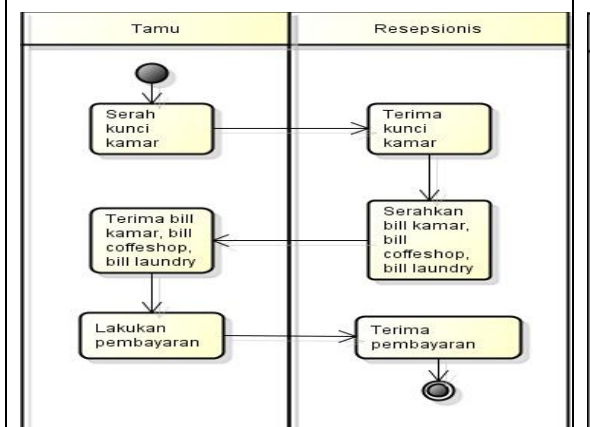 Tamu
Resepsionis
Serah
kunci
kamar
Terima
kunci
kamar
Serahkan
bill kamar,
bill
coffeshop,
bill laundry
Terima bill
kamar, bill
coffeshop,
bill laundry
Lakukan
pembayaran
Terima
pembayaran